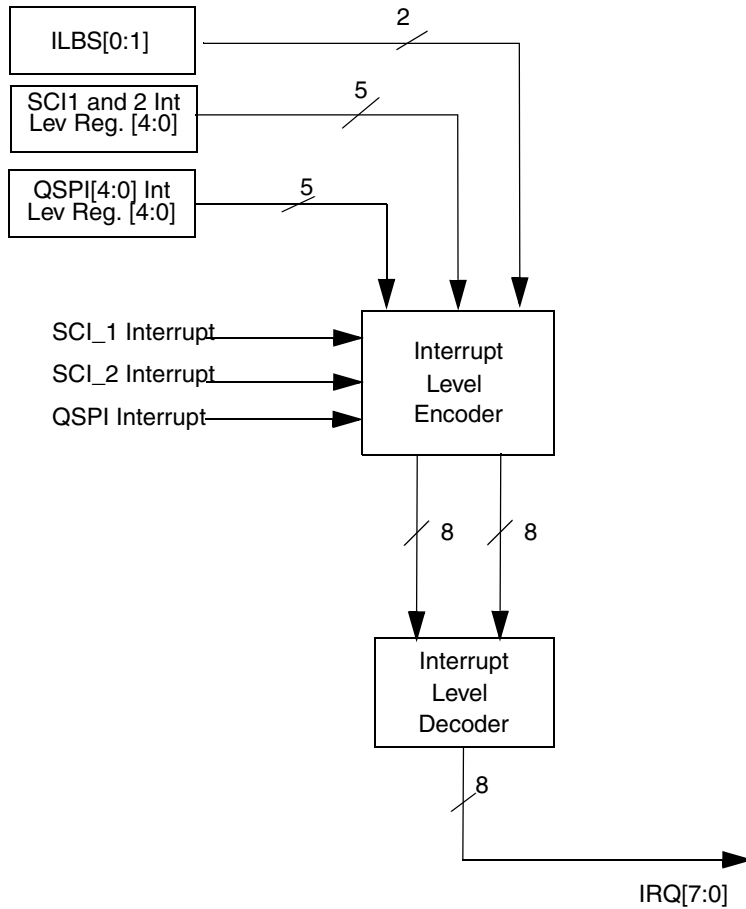 2
ILBS[0:1]
5
SCI1 and 2 Int
Lev Reg. [4:0]
5
QSPI[4:0] Int
Lev Reg. [4:0]
SCI_1 Interrupt
SCI_2 Interrupt
QSPI Interrupt
Interrupt
Level
Encoder
8
8
Interrupt
Level
Decoder
8
IRQ[7:0]